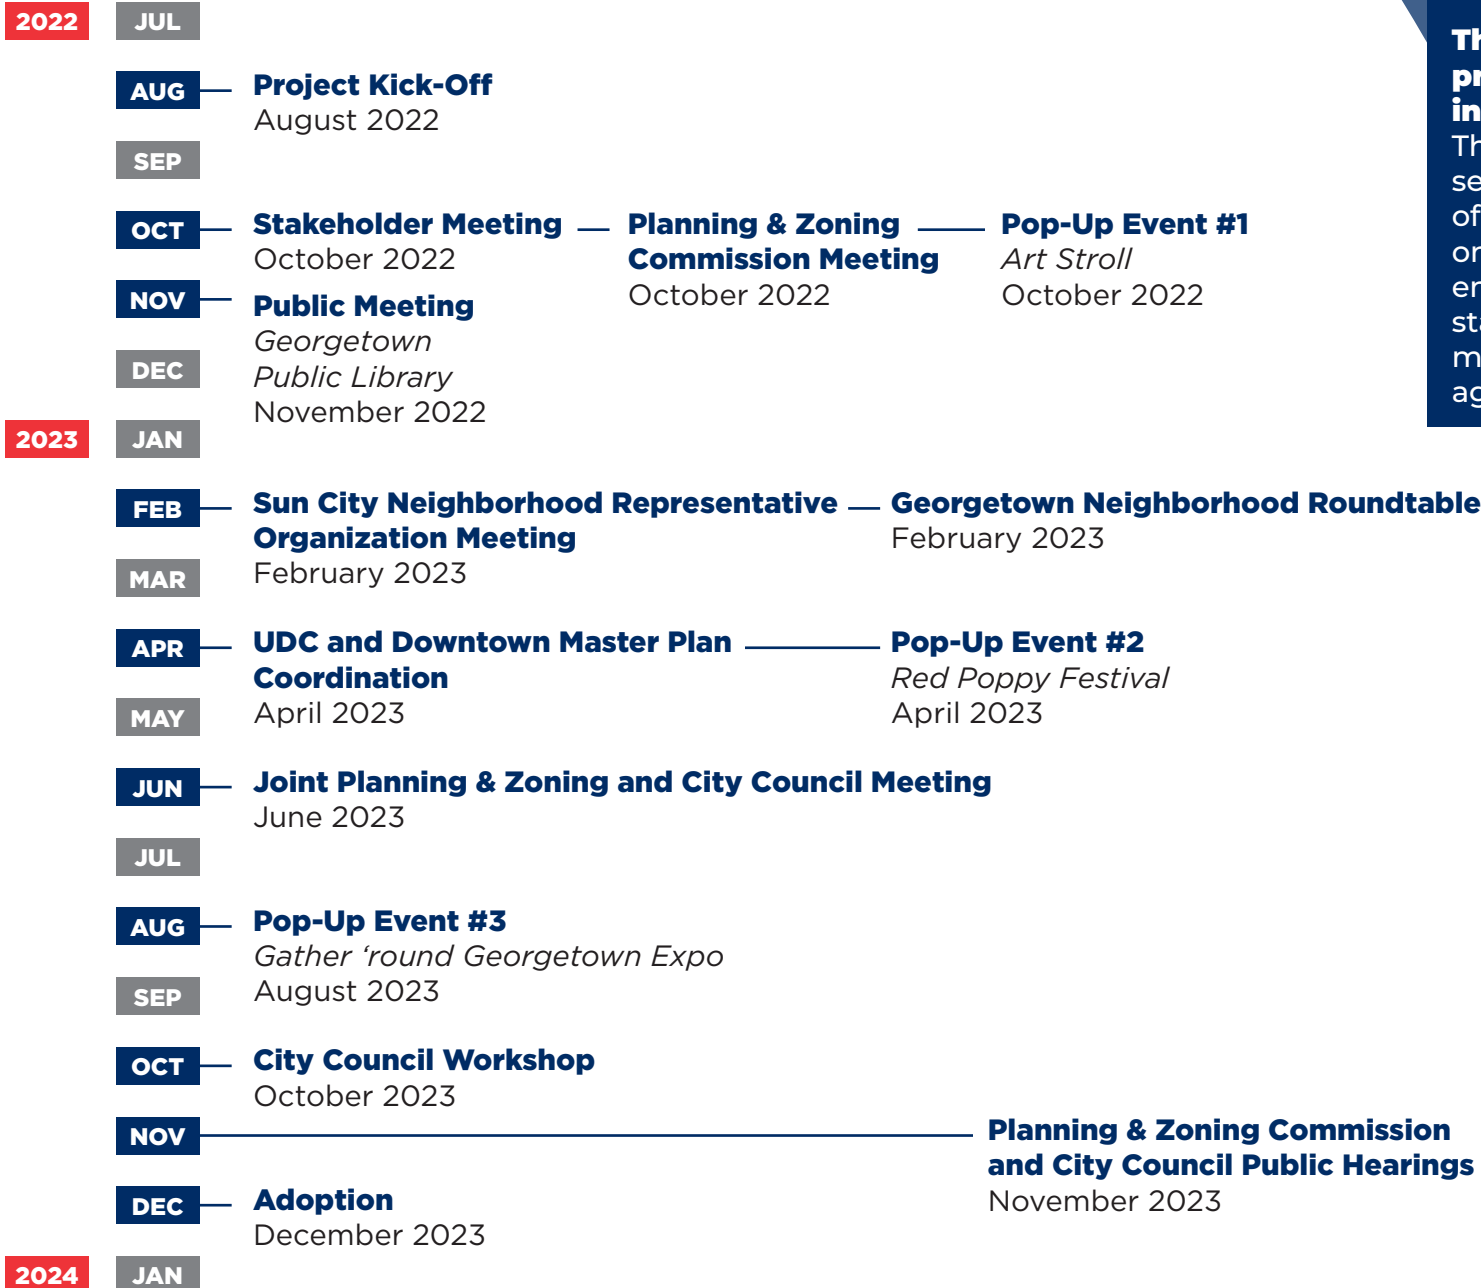 2022 JUL
AUG Project Kick-Off
August 2022
SEP
OCT Stakeholder Meeting
October 2022
Planning & Zoning
Commission Meeting
October 2022
Pop-Up Event #1
Art Stroll
October 2022
NOV Public Meeting
Georgetown
Public Library
November 2022
DEC
2023 JAN
FEB Sun City Neighborhood Representative
Organization Meeting
February 2023
Georgetown Neighborhood Roundtable
February 2023
MAR
APR UDC and Downtown Master Plan
Coordination
April 2023
Pop-Up Event #2
Red Poppy Festival
April 2023
MAY
JUN Joint Planning & Zoning and City Council Meeting
June 2023
JUL
AUG Pop-Up Event #3
Gather ‘round Georgetown Expo
August 2023
SEP
OCT City Council Workshop
October 2023
NOV Planning & Zoning Commission
and City Council Public Hearings
November 2023
DEC Adoption
December 2023
2024 JAN